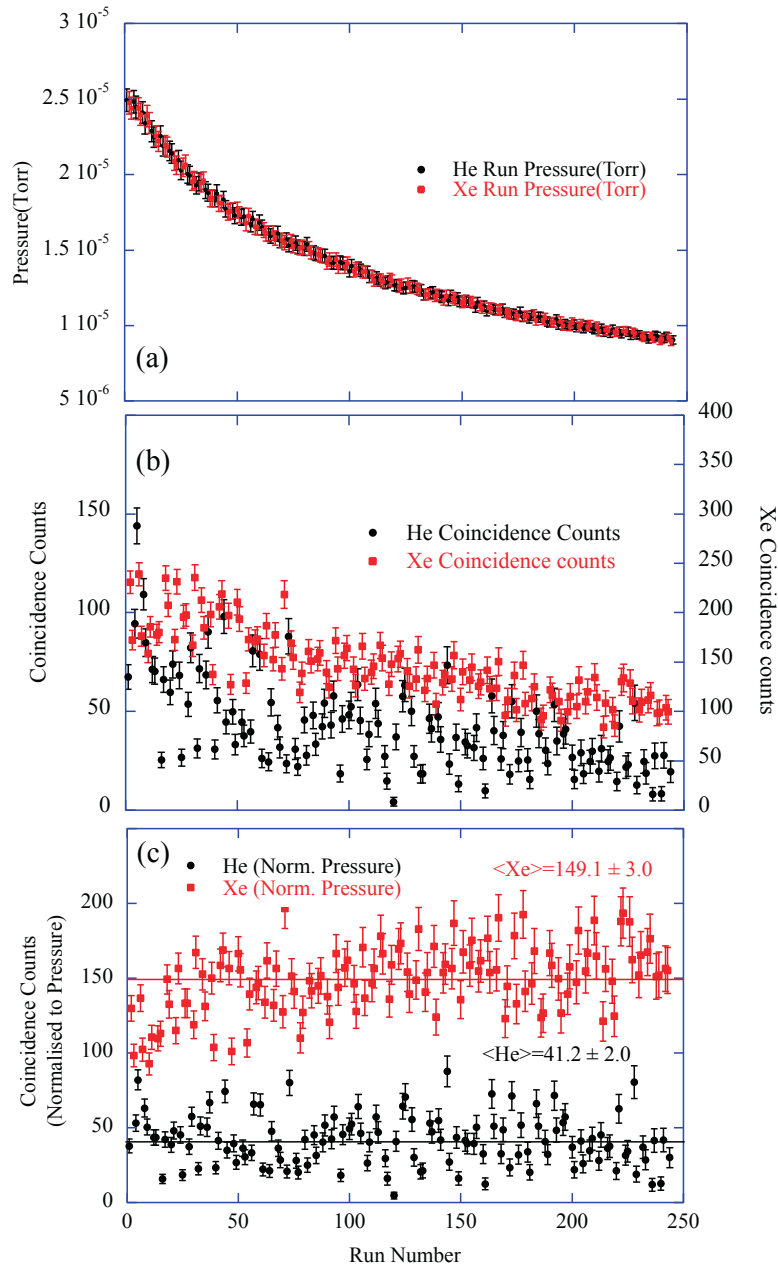 3 10-5
2.5 10-5
2 10-5
1.5 10-5
1 10-5
5 10-6
Pressure(Torr)
He Run Pressure(Torr)
Xe Run Pressure(Torr)
(a)
(b)
400
350
300
250
200
150
100
50
0
150
100
50
0
Coincidence Counts
Xe Coincidence counts
He Coincidence Counts
Xe Coincidence counts
(c)
He (Norm. Pressure)
Xe (Norm. Pressure)
<Xe>=149.1 ± 3.0
<He>=41.2 ± 2.0
200
150
100
50
0
Coincidence Counts
(Normalised to Pressure)
0 50 100 150 200 250
Run Number